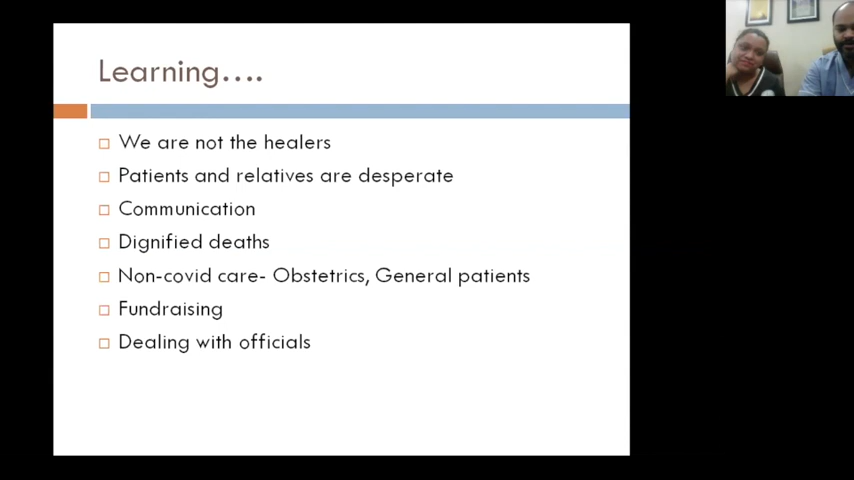 Learning....
We are not the healers
Patients and relatives are desperate
Communication
Dignified deaths
Non-covid care- Obstetrics, General patients
Fundraising
Dealing with officials